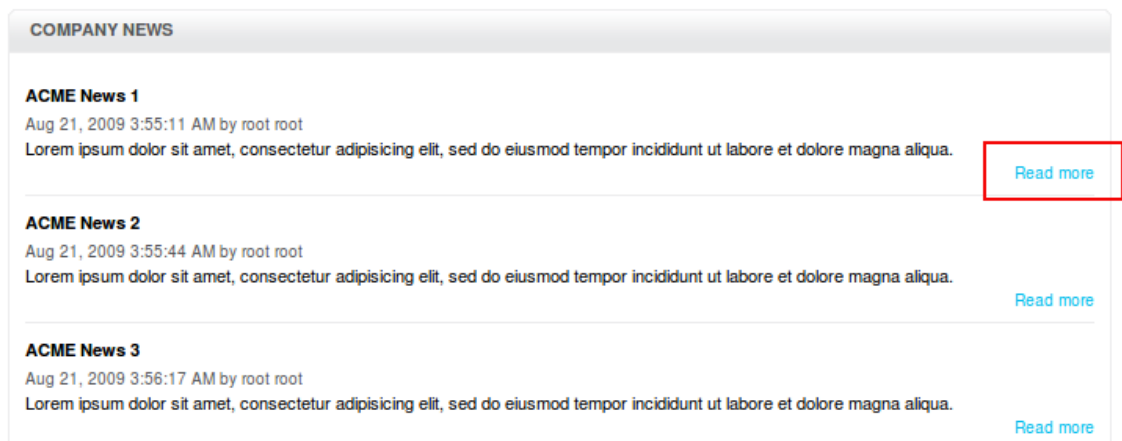 COMPANY NEWS
ACME News 1
Aug 21, 2009 3:55:11 AM by root root
Lorem ipsum dolor sit amet, consectetur adipisicing elit, sed do eiusmod tempor incididunt ut labore et dolore magna aliqua.
Read more
ACME News 2
Aug 21, 2009 3:55:44 AM by root root
Lorem ipsum dolor sit amet, consectetur adipisicing elit, sed do eiusmod tempor incididunt ut labore et dolore magna aliqua.
Read more
ACME News 3
Aug 21, 2009 3:56:17 AM by root root
Lorem ipsum dolor sit amet, consectetur adipisicing elit, sed do eiusmod tempor incididunt ut labore et dolore magna aliqua.
Read more